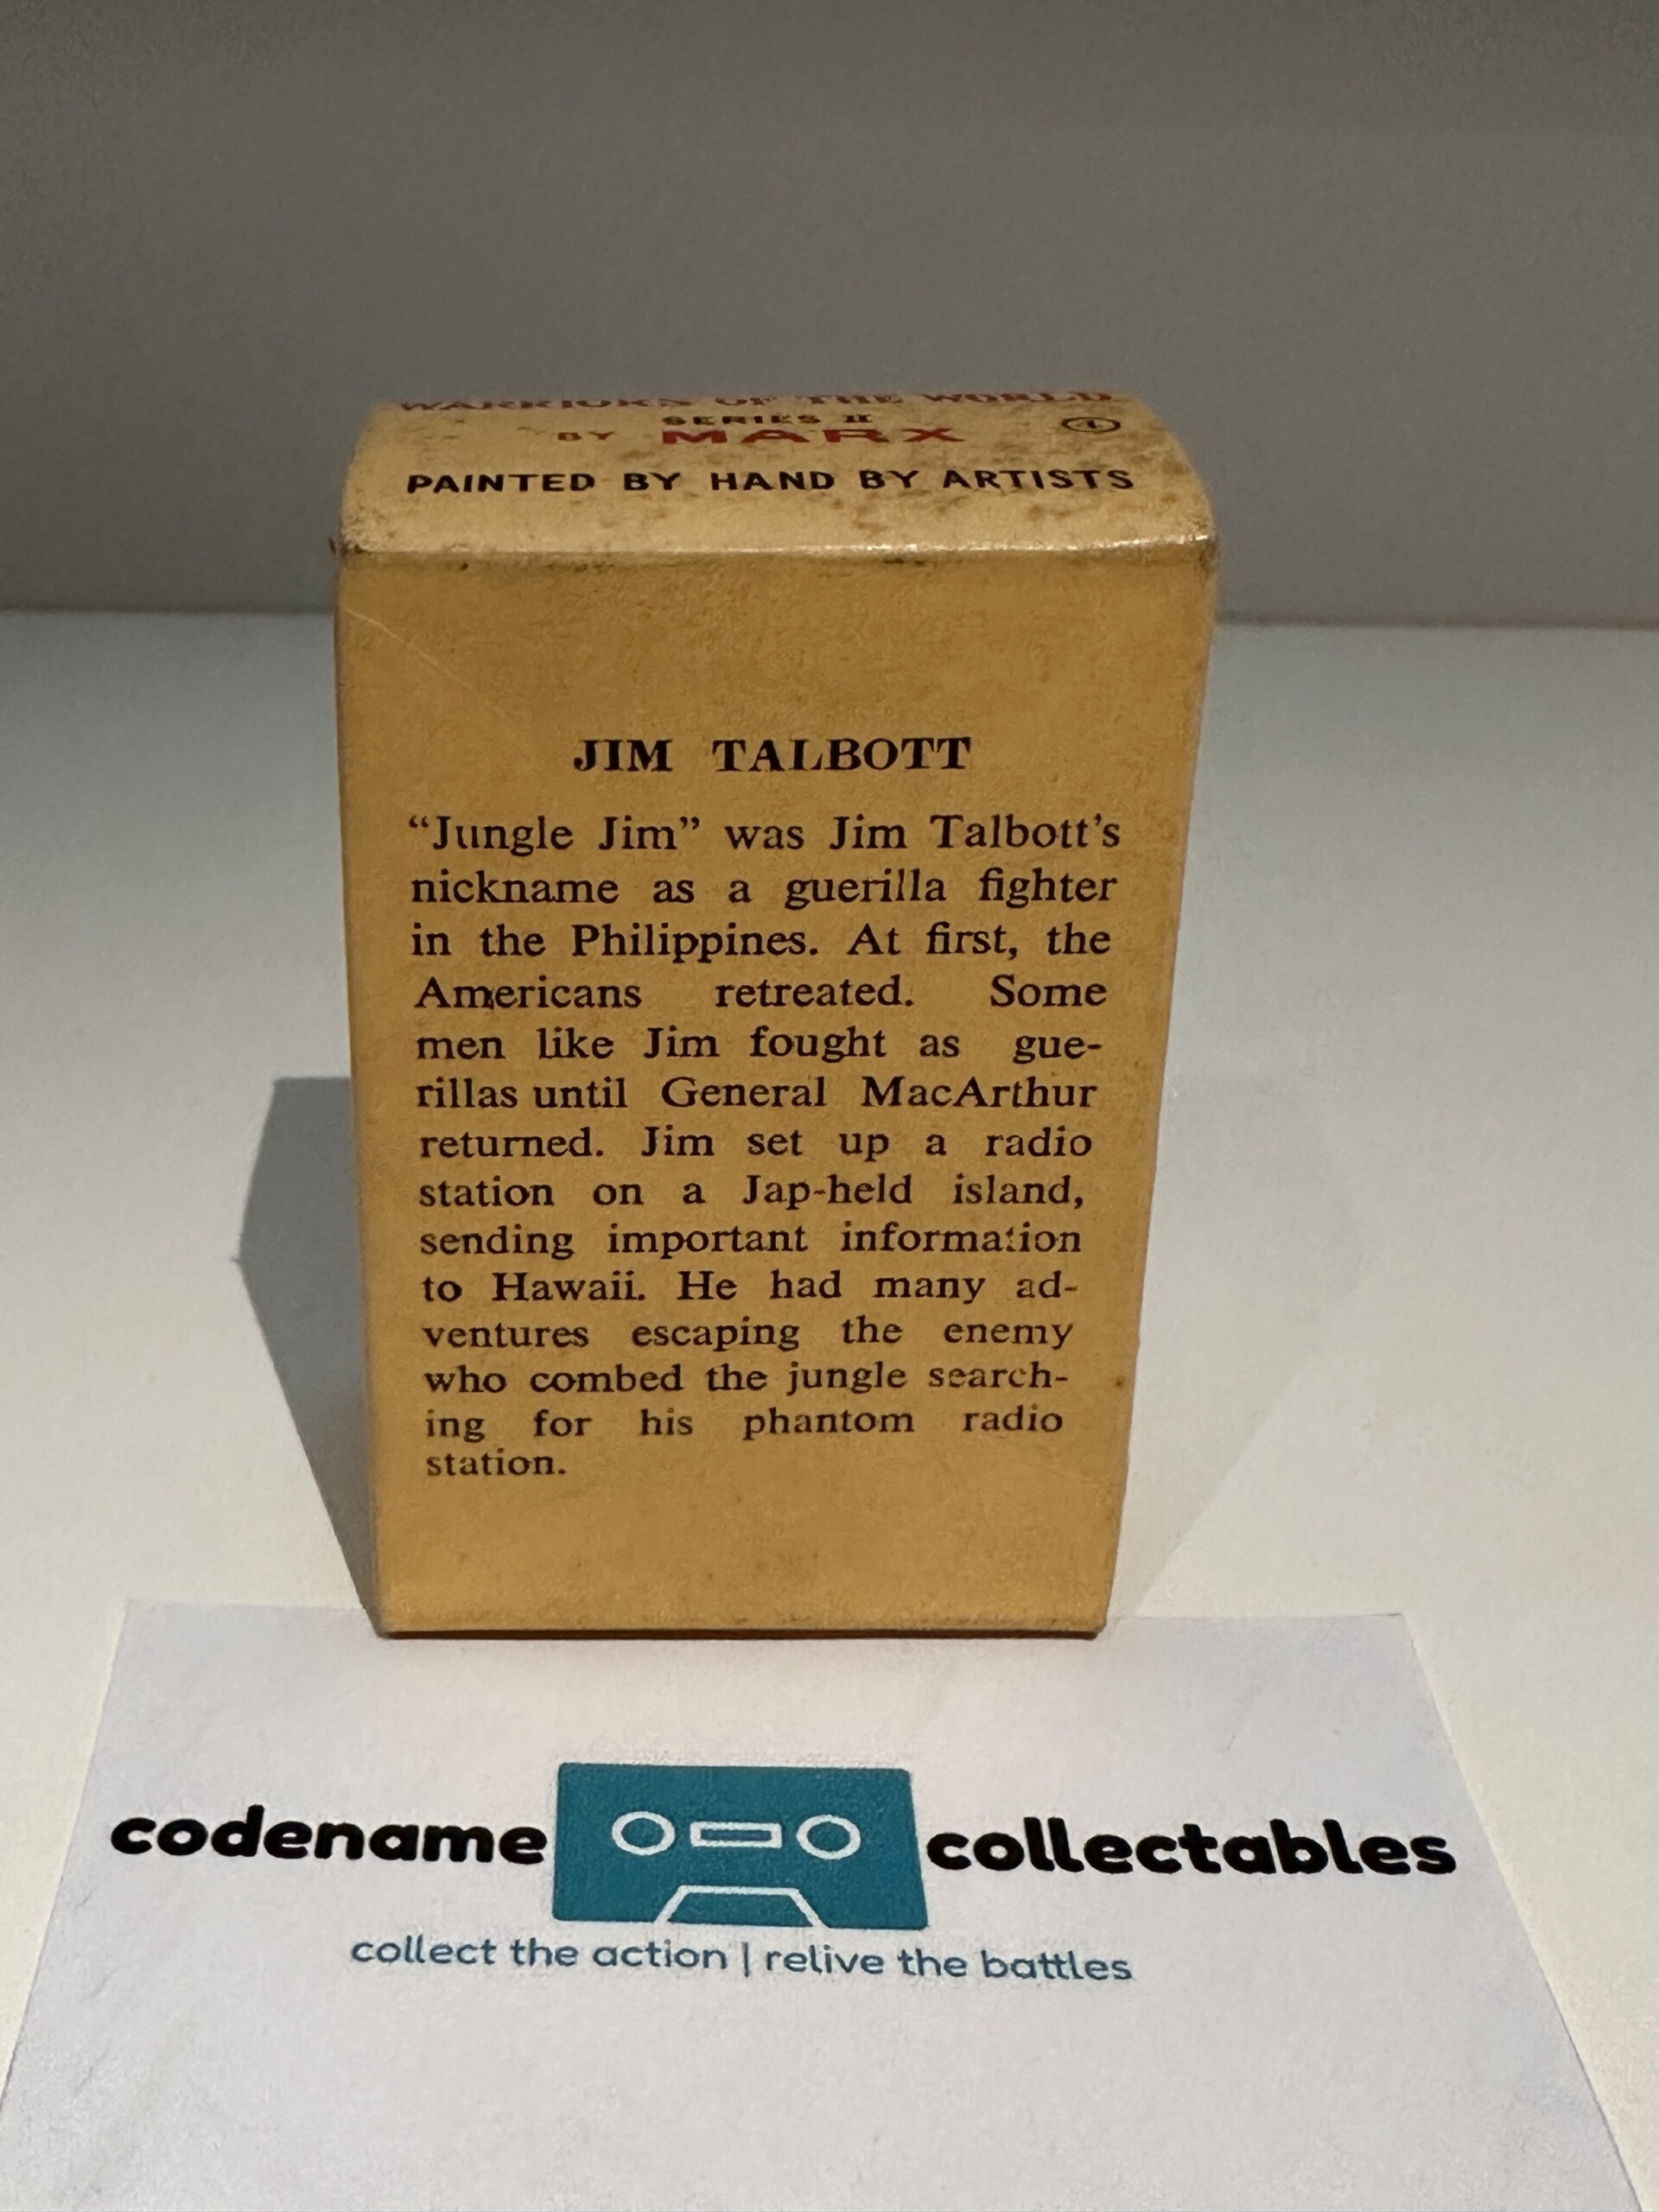 WARRIORS OF THE WORLD
SERIES II
BY MARX
4
PAINTED BY HAND BY ARTISTS
JIM TALBOTT
“Jungle Jim” was Jim Talbott’s
nickname as a guerilla fighter
in the Philippines. At first, the
Americans retreated. Some
men like Jim fought as gue-
rillas until General MacArthur
returned. Jim set up a radio
station on a Jap-held island,
sending important information
to Hawaii. He had many ad-
ventures escaping the enemy
who combed the jungle search-
ing for his phantom radio
station.
codename collectables
collect the action | relive the battles